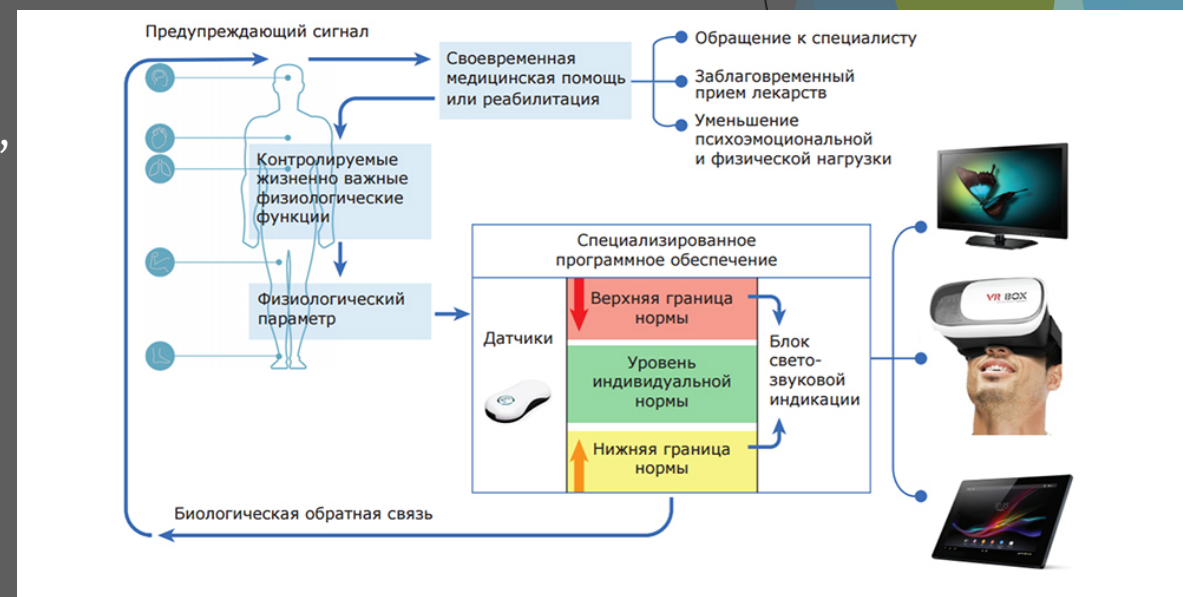 ,
Предупреждающий сигнал
Своевременная
медицинская помощь
или реабилитация
Обращение к специалисту
Заблаговременный
прием лекарств
Уменьшение
психоэмоциональной
и физической нагрузки
Контролируемые
жизненно важные
физиологические
функции
Физиологический
параметр
Специализированное
программное обеспечение
Датчики
Верхняя граница
нормы
Уровень
индивидуальной
нормы
Нижняя граница
нормы
Блок
свето-
звуковой
индикации
VR BOX
Биологическая обратная связь